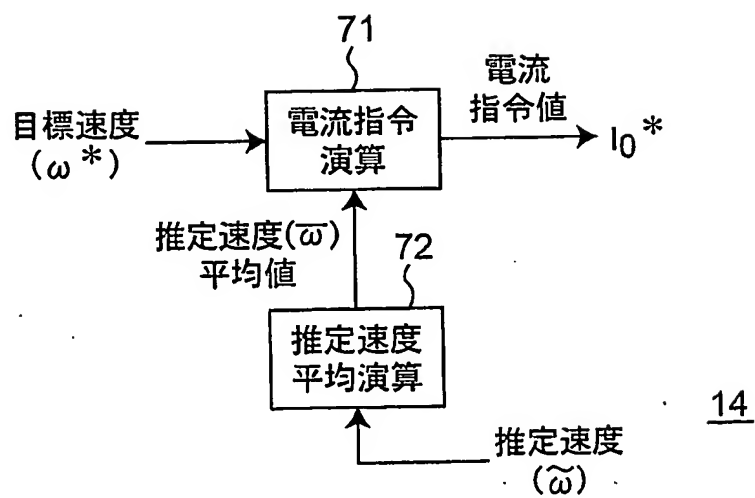 71
電流
指令値
目標速度
(ω*)
電流指令
演算
I₀*
推定速度(ω̅)
平均値
72
推定速度
平均演算
14
推定速度
(ω̃)